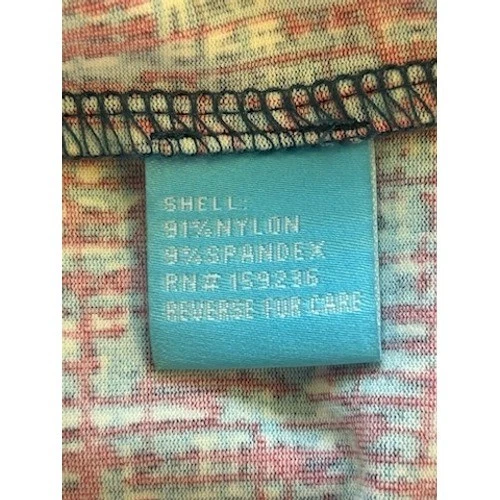 SHELL:
91%NYLON
9%SPANDEX
RN# 159236
REVERSE FOR CARE